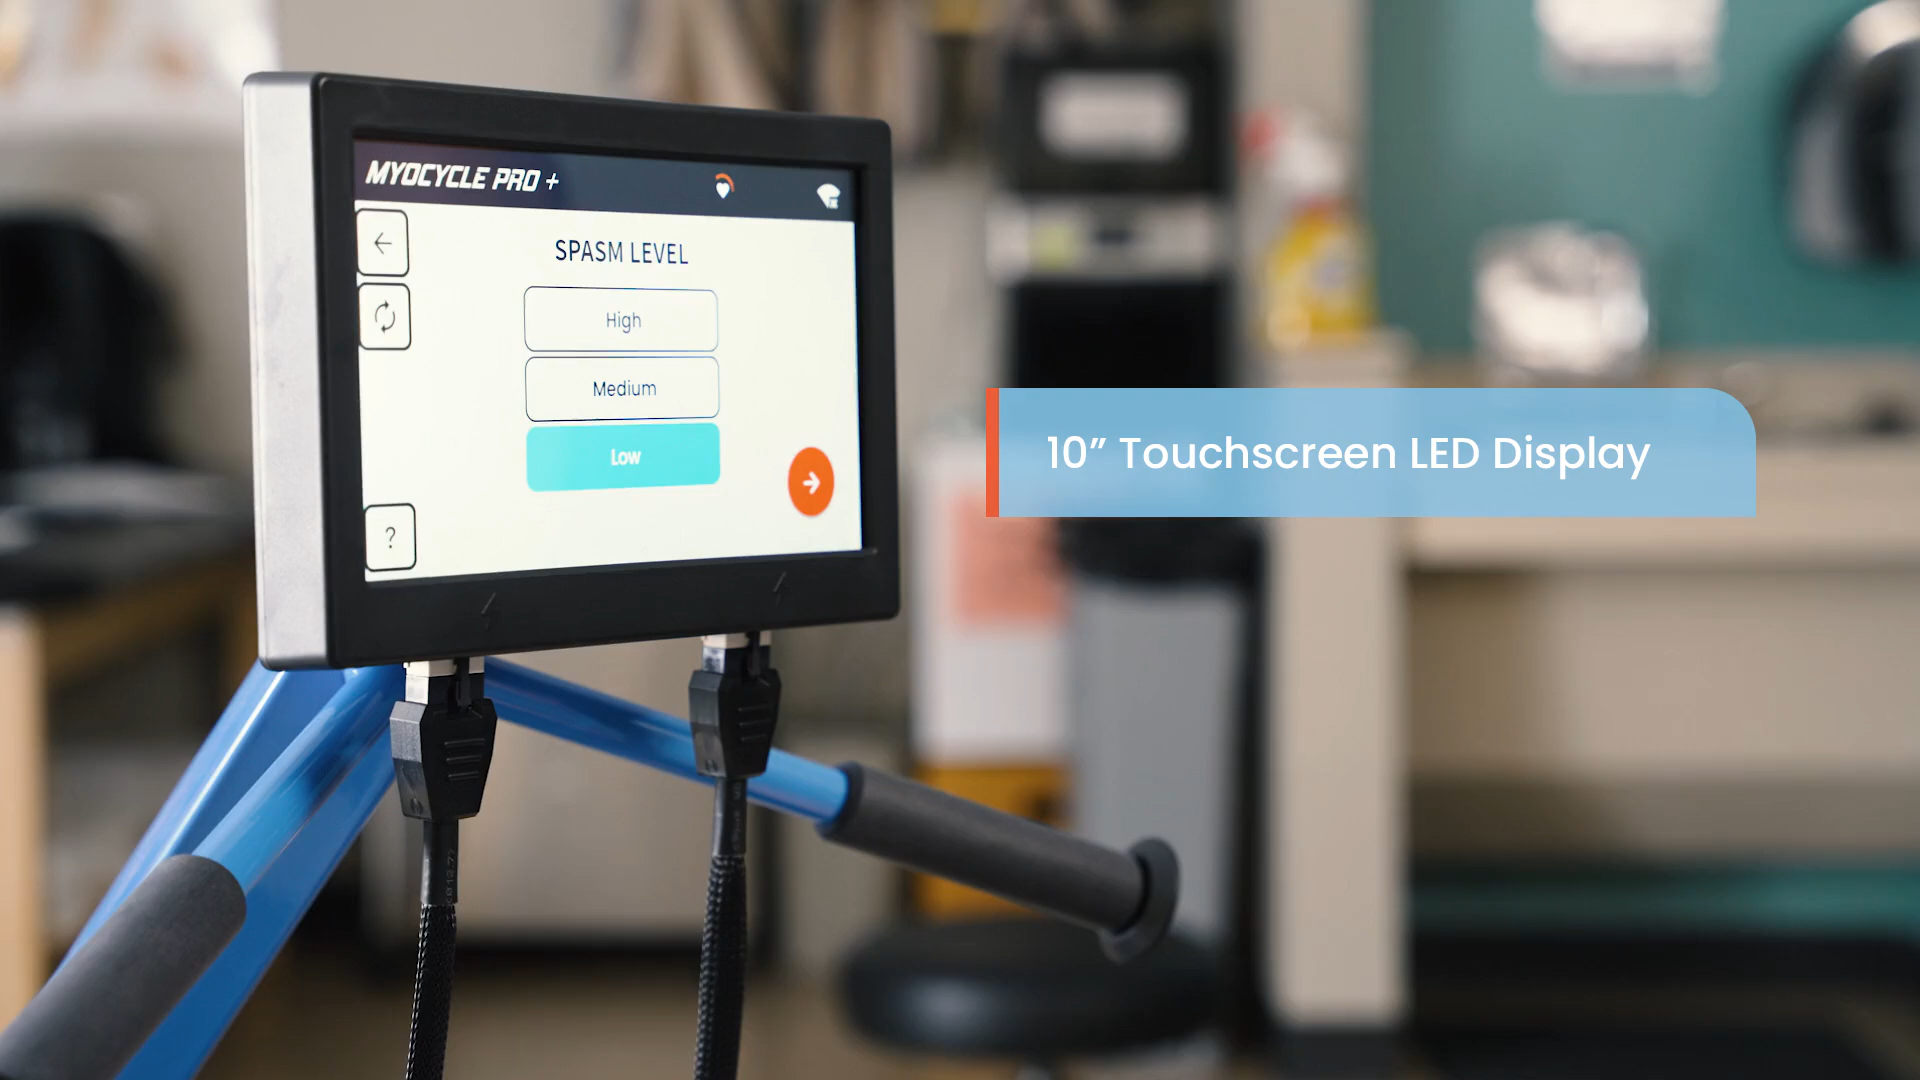 MYOCYCLE PRO +
SPASM LEVEL
High
Medium
Low
?
10” Touchscreen LED Display